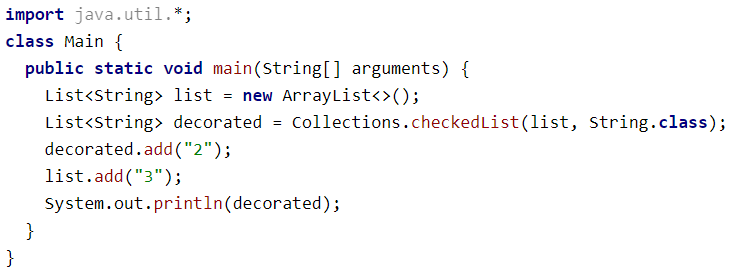 import java.util.*;
class Main {
  public static void main(String[] arguments) {
    List<String> list = new ArrayList<>();
    List<String> decorated = Collections.checkedList(list, String.class);
    decorated.add("2");
    list.add("3");
    System.out.println(decorated);
  }
}